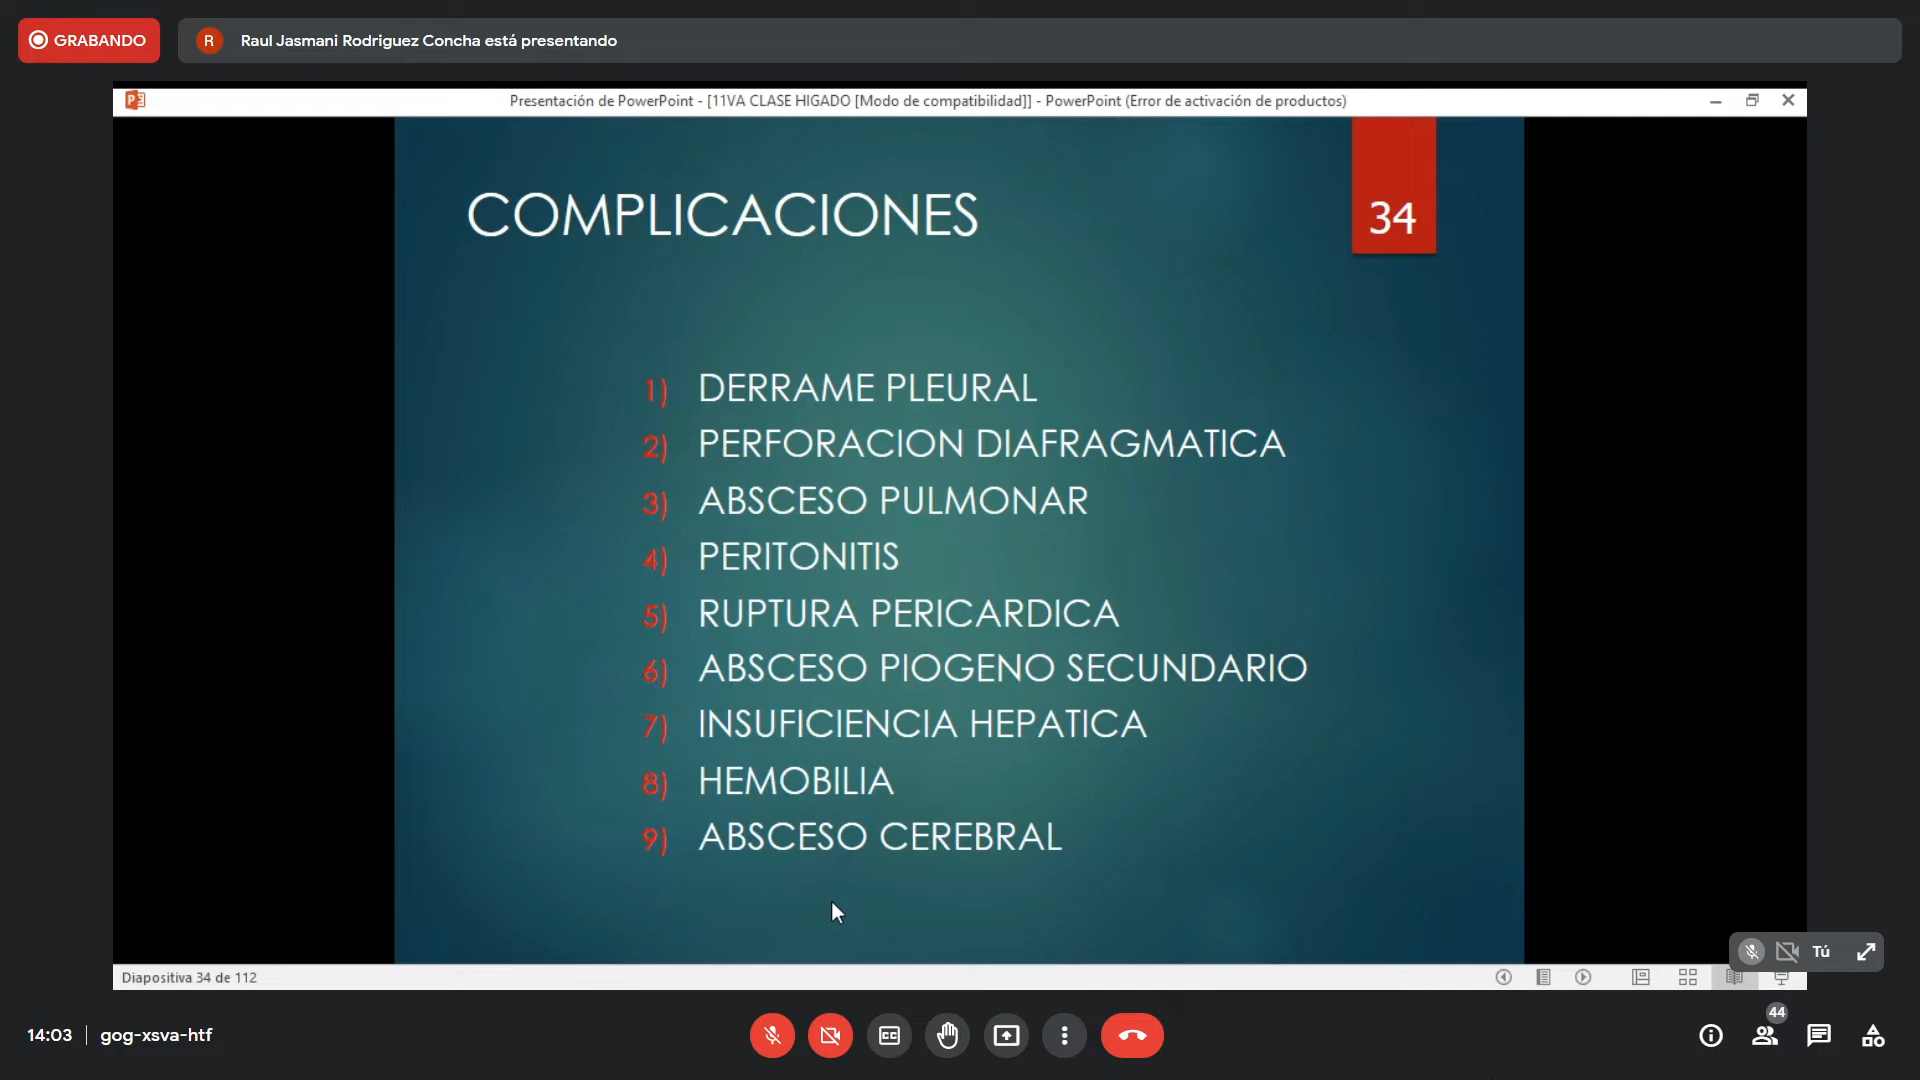 GRABANDO
R
Raul Jasmani Rodriguez Concha está presentando
Presentación de PowerPoint - [11VA CLASE HIGADO [Modo de compatibilidad]] - PowerPoint (Error de activación de productos)
COMPLICACIONES
34
1) DERRAME PLEURAL
2) PERFORACION DIAFRAGMATICA
3) ABSCESO PULMONAR
4) PERITONITIS
5) RUPTURA PERICARDICA
6) ABSCESO PIOGENO SECUNDARIO
7) INSUFICIENCIA HEPATICA
8) HEMOBILIA
9) ABSCESO CEREBRAL
Tú
Diapositiva 34 de 112
44
14:03 | gog-xsva-htf
CC